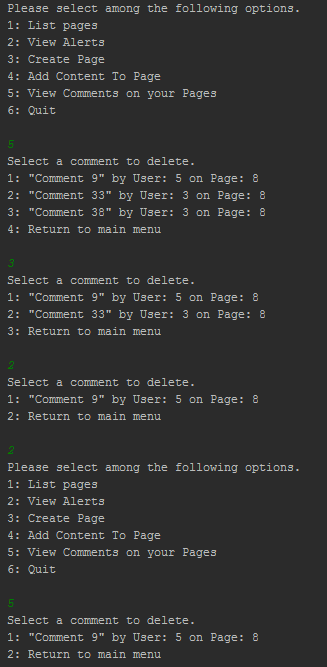 Please select among the following options.
1: List pages
2: View Alerts
3: Create Page
4: Add Content To Page
5: View Comments on your Pages
6: Quit
5
Select a comment to delete.
1: "Comment 9" by User: 5 on Page: 8
2: "Comment 33" by User: 3 on Page: 8
3: "Comment 38" by User: 3 on Page: 8
4: Return to main menu
3
Select a comment to delete.
1: "Comment 9" by User: 5 on Page: 8
2: "Comment 33" by User: 3 on Page: 8
3: Return to main menu
2
Select a comment to delete.
1: "Comment 9" by User: 5 on Page: 8
2: Return to main menu
2
Please select among the following options.
1: List pages
2: View Alerts
3: Create Page
4: Add Content To Page
5: View Comments on your Pages
6: Quit
5
Select a comment to delete.
1: "Comment 9" by User: 5 on Page: 8
2: Return to main menu